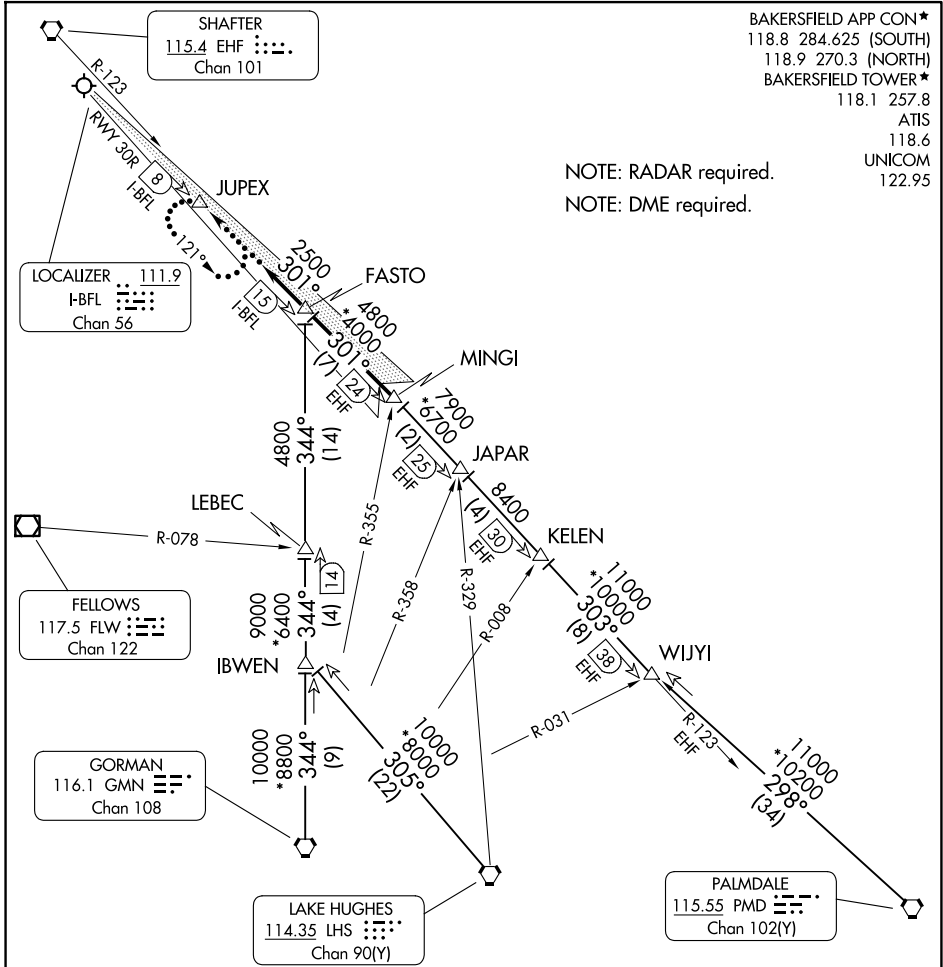 SHAFTER
115.4 EHF
Chan 101
BAKERSFIELD APP CON★
118.8 284.625 (SOUTH)
118.9 270.3 (NORTH)
BAKERSFIELD TOWER★
118.1 257.8
ATIS
118.6
UNICOM
122.95
NOTE: RADAR required.
NOTE: DME required.
R-123
RWY 30R
8
I-BFL
JUPEX
121°
LOCALIZER 111.9
I-BFL
Chan 56
2500
301°
15
I-BFL
FASTO
4800
*4000
301°
(7)
24
EHF
MINGI
7900
*6700
(2)
25
EHF
JAPAR
8400
(4)
30
EHF
KELEN
11000
*10000
303°
(8)
38
EHF
WIJYI
R-123
EHF
11000
*10200
298°
(34)
4800
344°
(14)
LEBEC
R-078
14
FELLOWS
117.5 FLW
Chan 122
9000
*6400
344°
(4)
IBWEN
R-355
R-358
R-329
R-008
R-031
10000
*8800
344°
(9)
10000
*8000
305°
(22)
GORMAN
116.1 GMN
Chan 108
LAKE HUGHES
114.35 LHS
Chan 90(Y)
PALMDALE
115.55 PMD
Chan 102(Y)